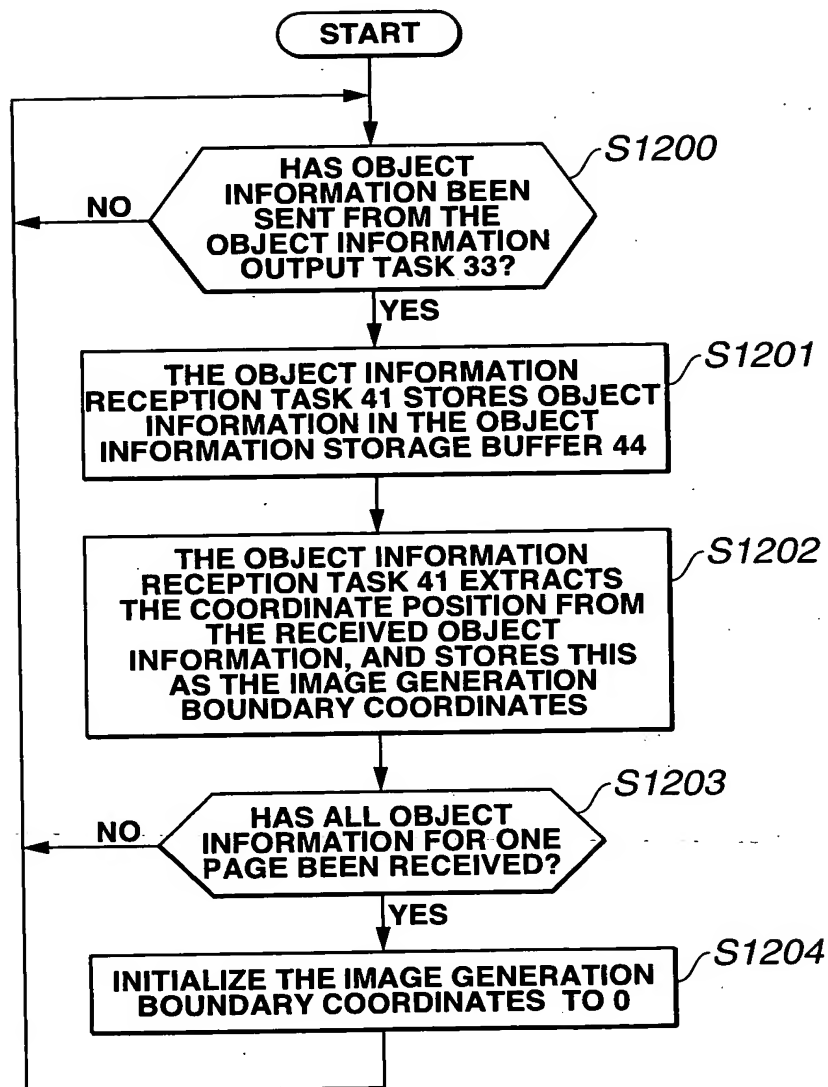 START
HAS OBJECT
INFORMATION BEEN
SENT FROM THE
OBJECT INFORMATION
OUTPUT TASK 33?
S1200
NO
YES
THE OBJECT INFORMATION
RECEPTION TASK 41 STORES OBJECT
INFORMATION IN THE OBJECT
INFORMATION STORAGE BUFFER 44
S1201
THE OBJECT INFORMATION
RECEPTION TASK 41 EXTRACTS
THE COORDINATE POSITION FROM
THE RECEIVED OBJECT
INFORMATION, AND STORES THIS
AS THE IMAGE GENERATION
BOUNDARY COORDINATES
S1202
HAS ALL OBJECT
INFORMATION FOR ONE
PAGE BEEN RECEIVED?
S1203
NO
YES
INITIALIZE THE IMAGE GENERATION
BOUNDARY COORDINATES TO 0
S1204